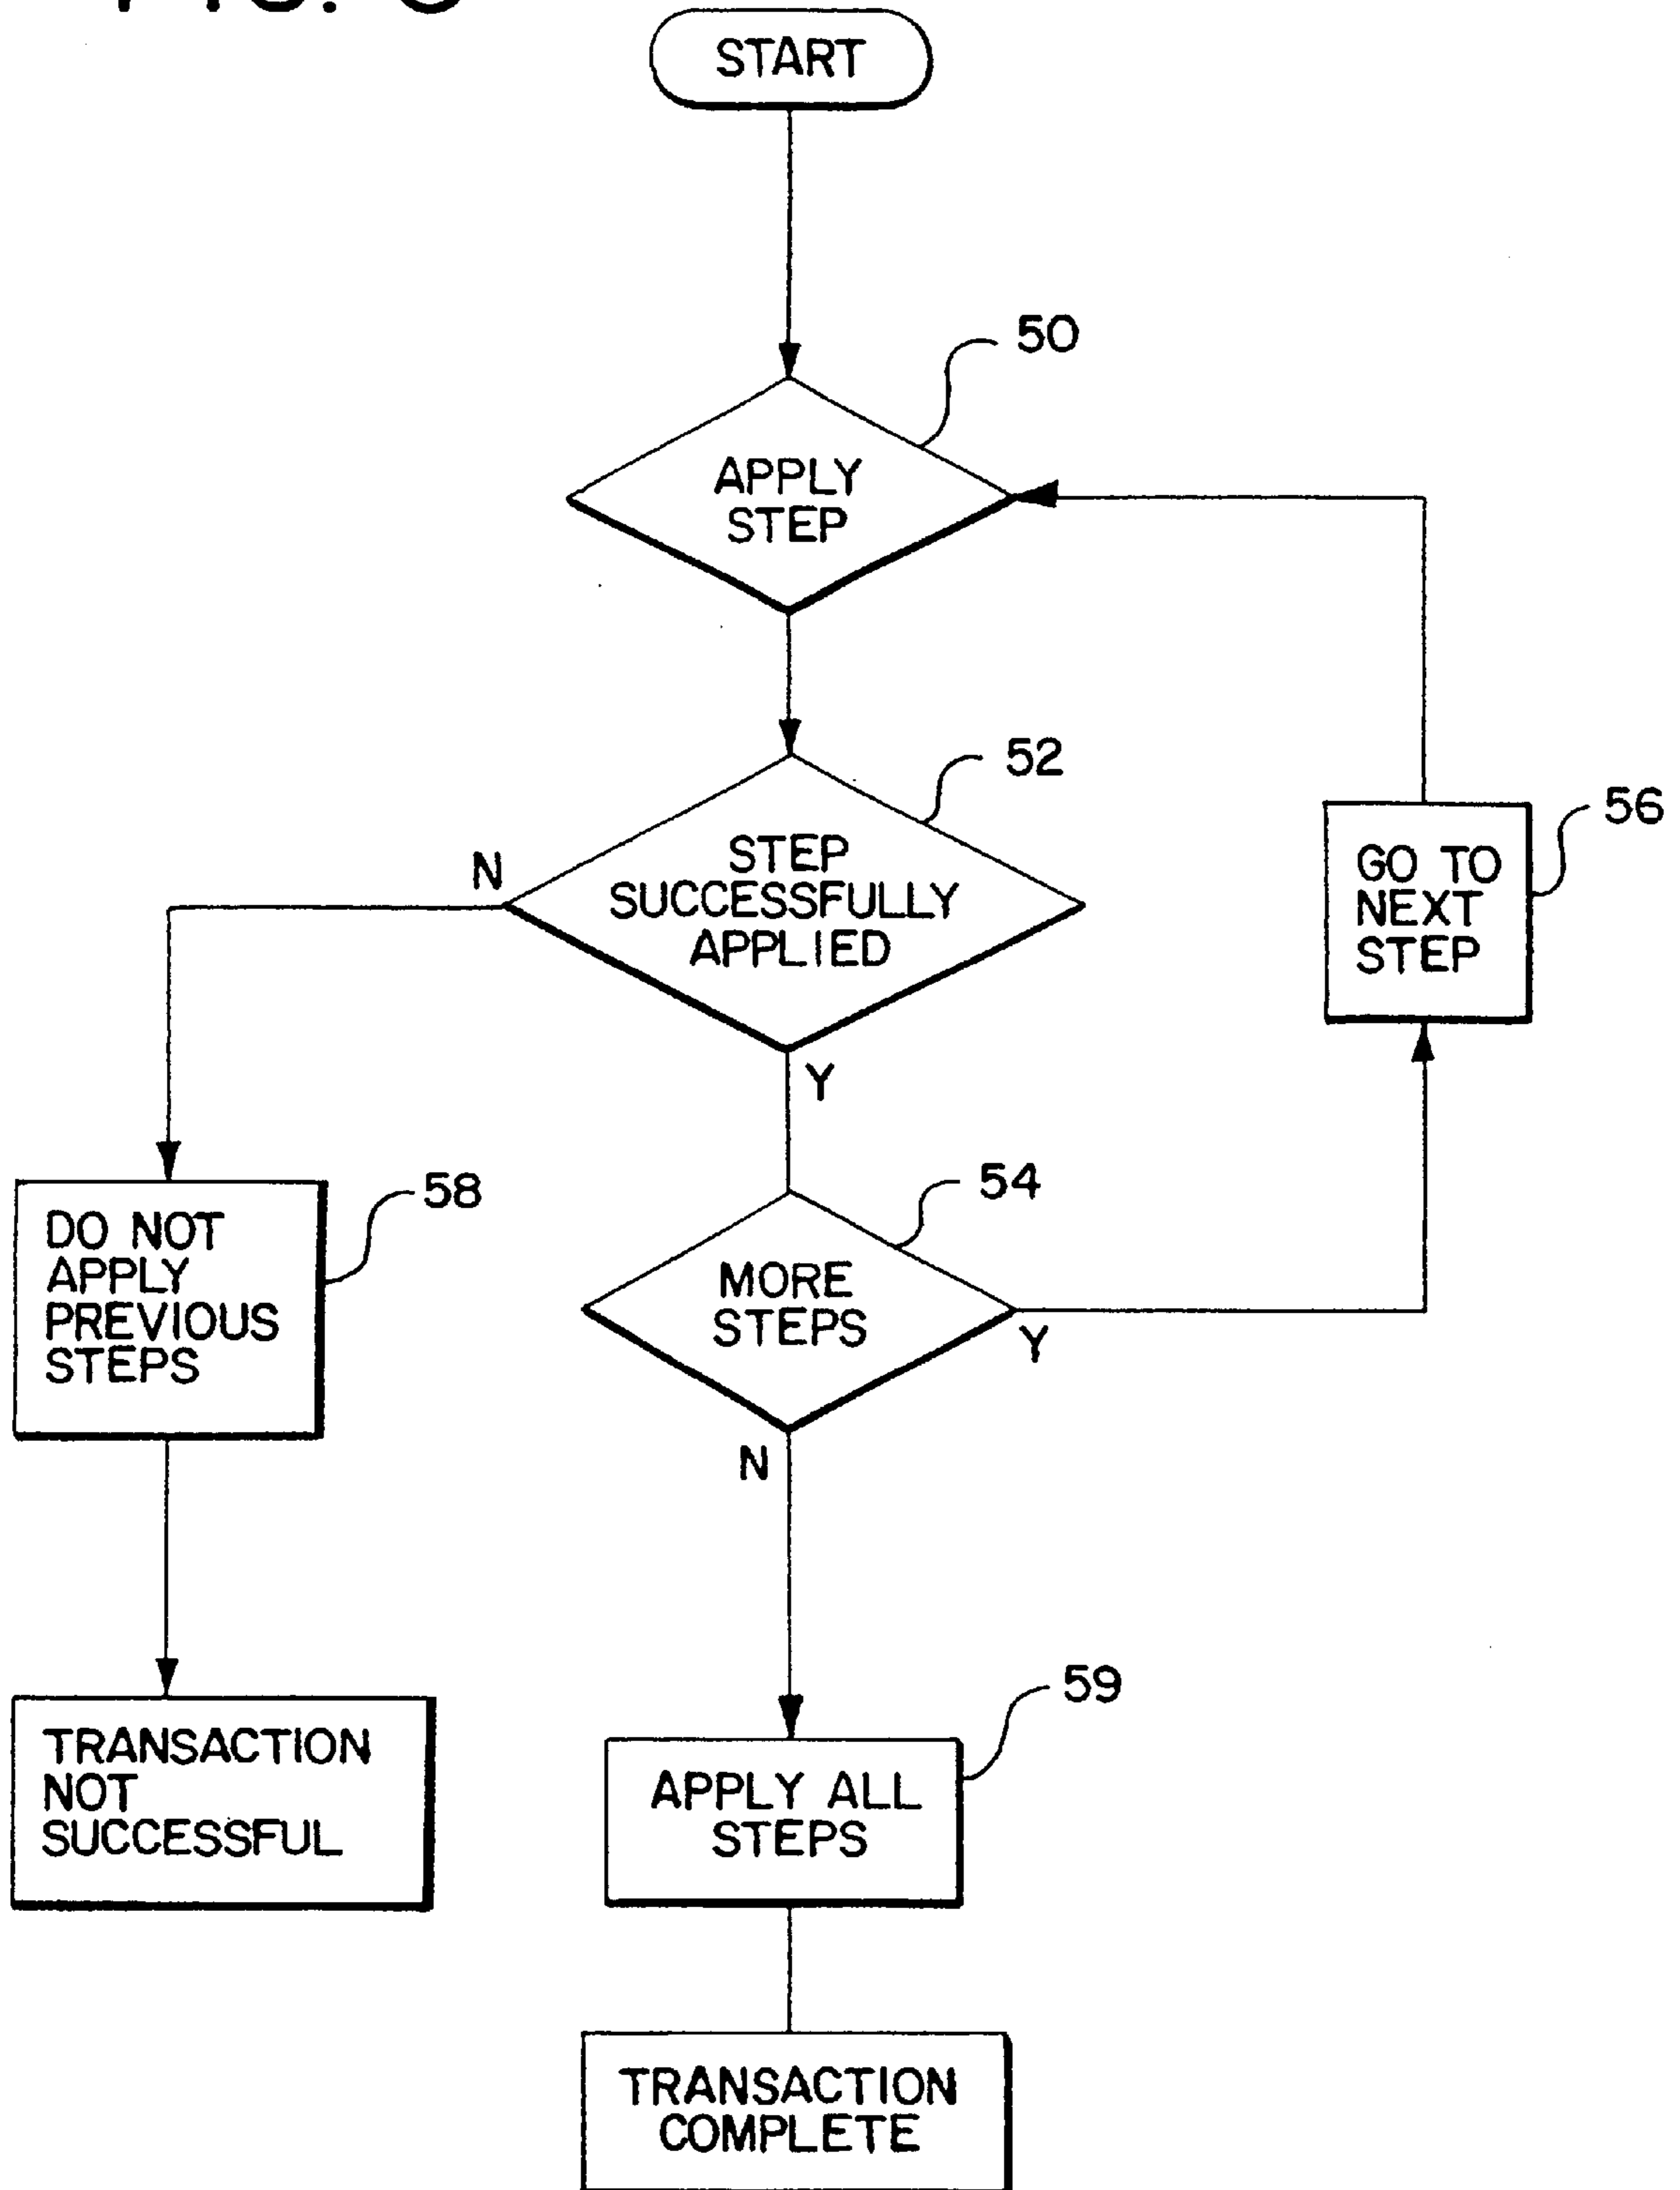 START
50
APPLY
STEP
52
STEP
SUCCESSFULLY
APPLIED
N
Y
56
GO TO
NEXT
STEP
58
DO NOT
APPLY
PREVIOUS
STEPS
54
MORE
STEPS
Y
N
TRANSACTION
NOT
SUCCESSFUL
59
APPLY ALL
STEPS
TRANSACTION
COMPLETE